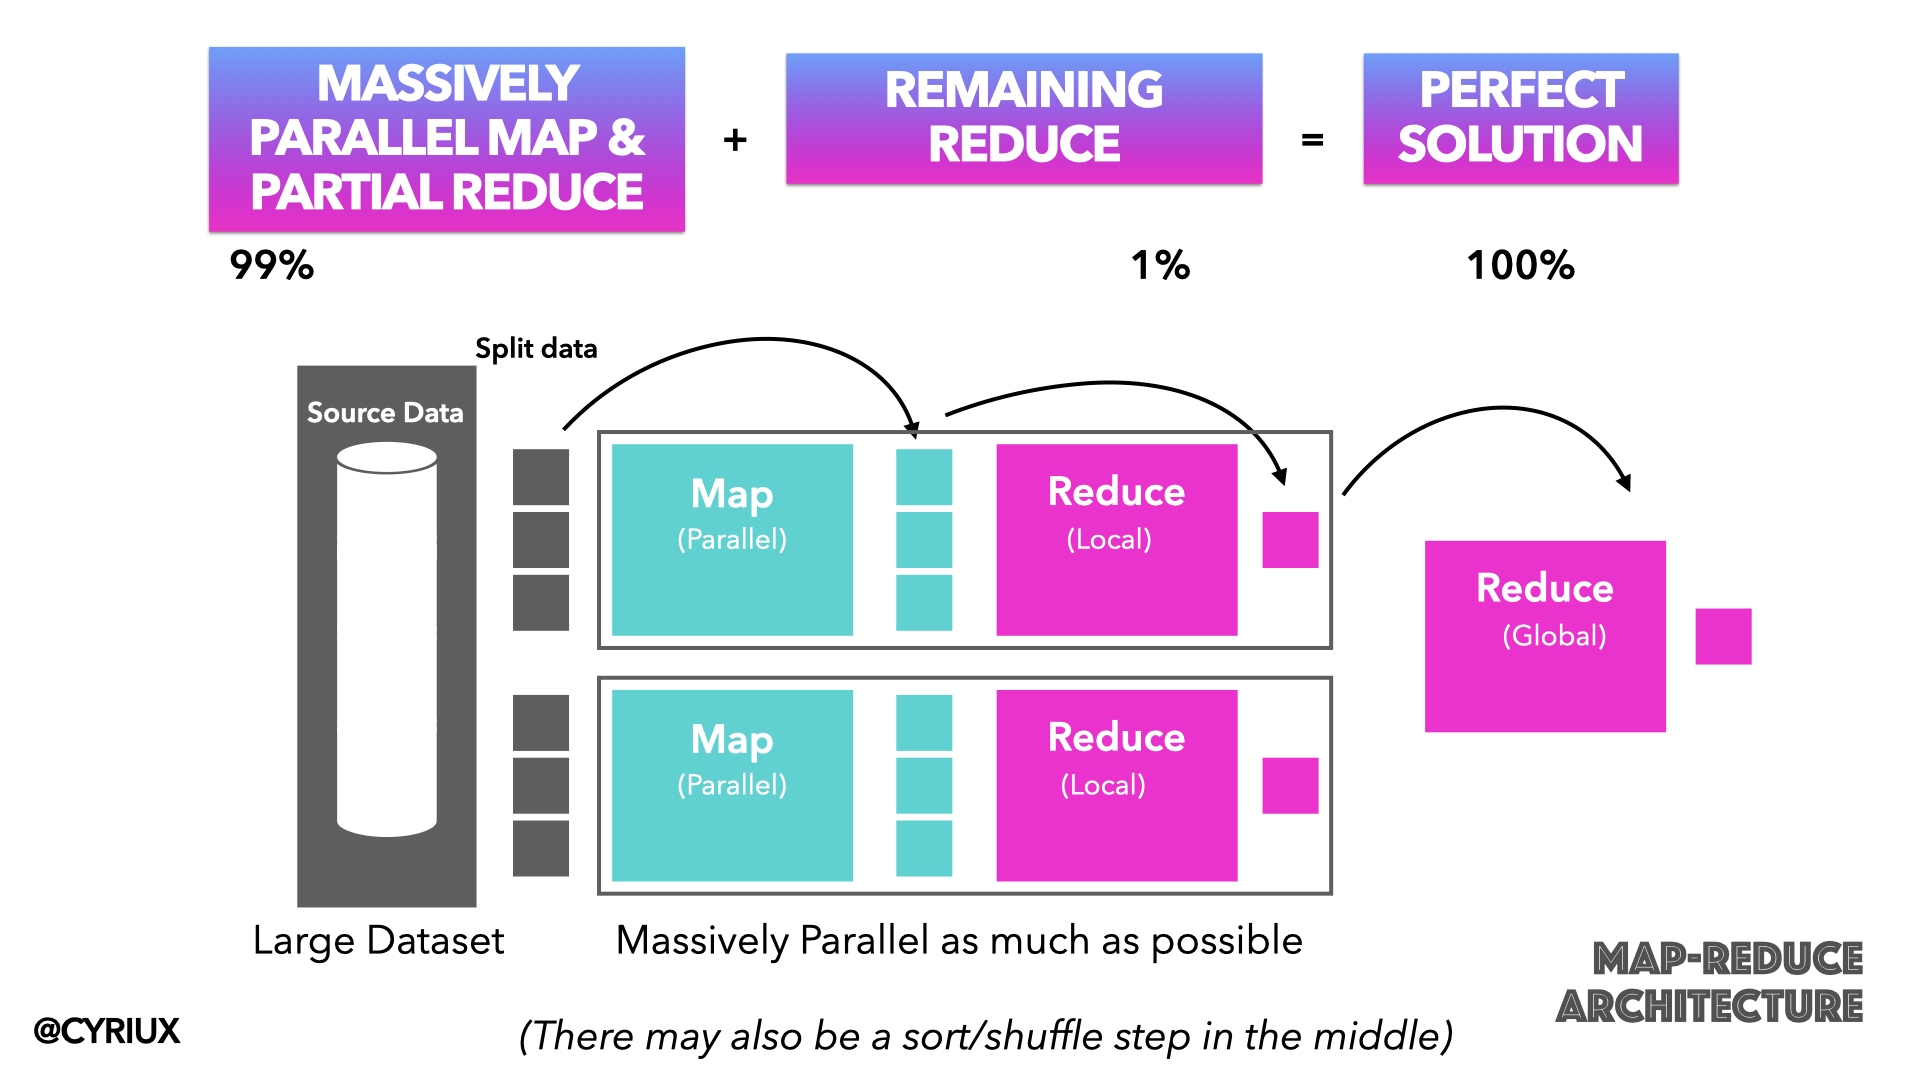 MASSIVELY
PARALLEL MAP &
PARTIAL REDUCE
+
REMAINING
REDUCE
=
PERFECT
SOLUTION
99%
1%
100%
Split data
Source Data
Map
(Parallel)
Reduce
(Local)
Reduce
(Global)
Map
(Parallel)
Reduce
(Local)
Large Dataset
Massively Parallel as much as possible
MAP-REDUCE
ARCHITECTURE
@CYRIUX
(There may also be a sort/shuffle step in the middle)